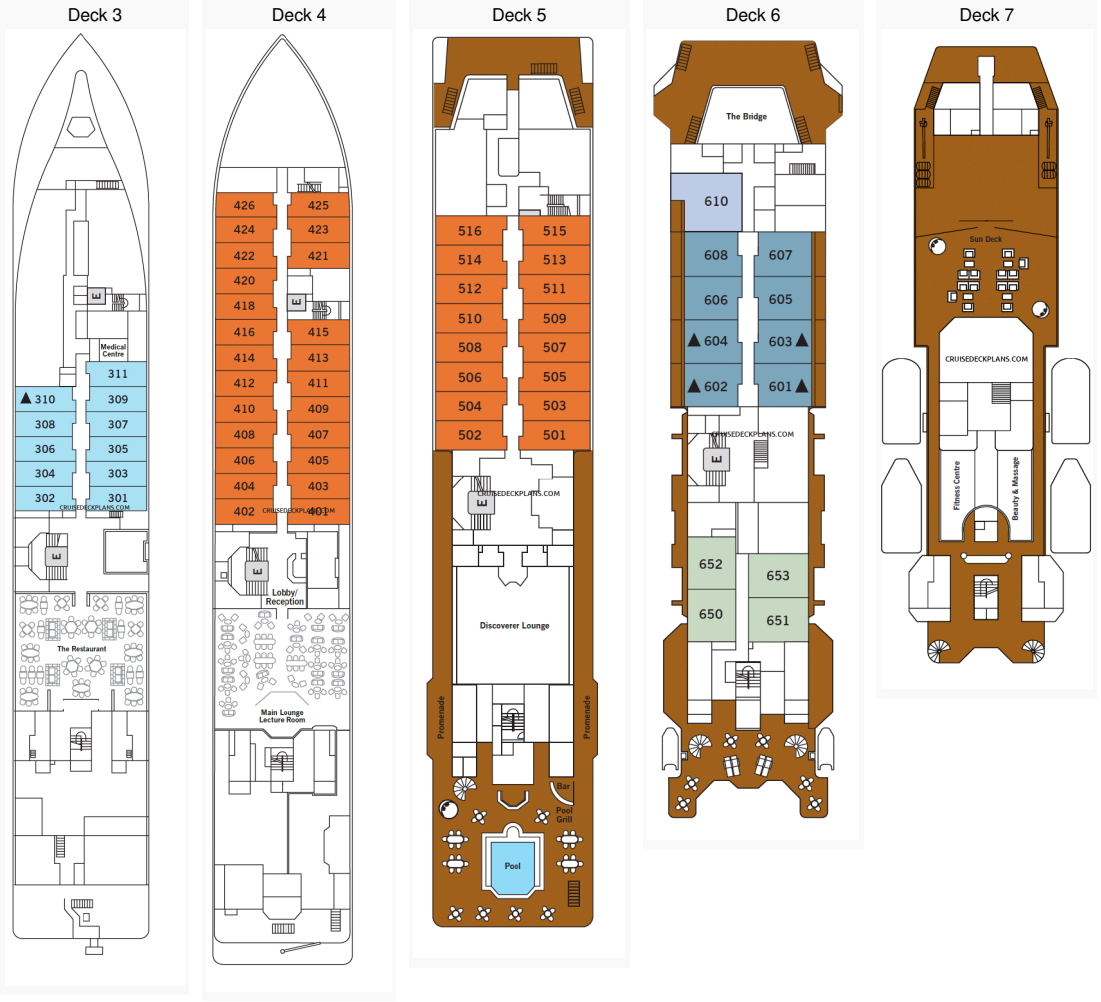 Deck 3
E
Medical
Centre
311
310 309
308 307
306 305
304 303
302 301
CRUISEDECKPLANS.COM
E
The Restaurant
Deck 4
426 425
424 423
422 421
420
418
E
416 415
414 413
412 411
410 409
408 407
406 405
404 403
402 401
CRUISEDECKPLANS.COM
E
Lobby/
Reception
Main Lounge
Lecture Room
Deck 5
516 515
514 513
512 511
510 509
508 507
506 505
504 503
502 501
CRUISEDECKPLANS.COM
E
Discoverer Lounge
Promenade
Promenade
Bar
Pool
Grill
Pool
Deck 6
The Bridge
610
608 607
606 605
604 603
602 601
CRUISEDECKPLANS.COM
E
652 653
650 651
Deck 7
Sun Deck
CRUISEDECKPLANS.COM
Fitness Centre
Beauty & Massage